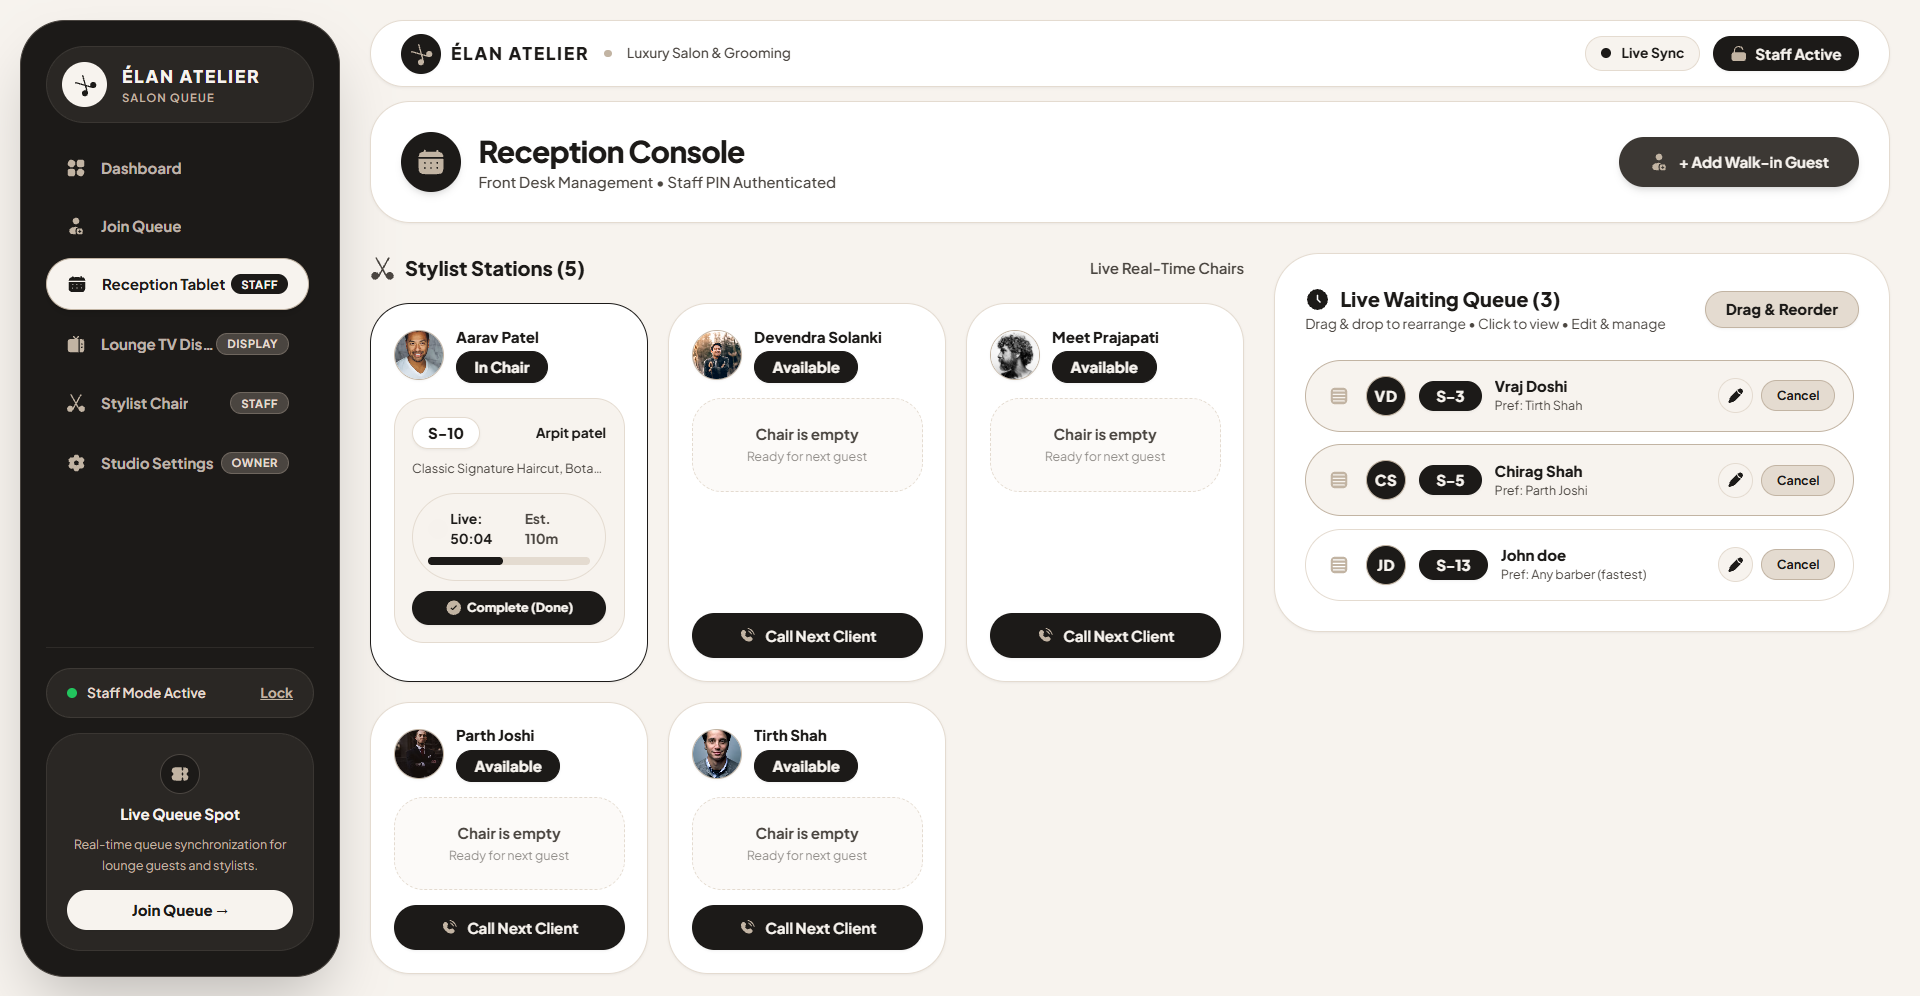 ÉLAN ATELIER
SALON QUEUE
Dashboard
Join Queue
Reception Tablet STAFF
Lounge TV Dis... DISPLAY
Stylist Chair STAFF
Studio Settings OWNER
Staff Mode Active Lock
Live Queue Spot
Real-time queue synchronization for
lounge guests and stylists.
Join Queue →
ÉLAN ATELIER • Luxury Salon & Grooming
Live Sync
Staff Active
Reception Console
Front Desk Management • Staff PIN Authenticated
+ Add Walk-in Guest
Stylist Stations (5)
Live Real-Time Chairs
Aarav Patel
In Chair
S-10 Arpit patel
Classic Signature Haircut, Bota...
Live: Est.
50:04 110m
Complete (Done)
Devendra Solanki
Available
Chair is empty
Ready for next guest
Call Next Client
Meet Prajapati
Available
Chair is empty
Ready for next guest
Call Next Client
Parth Joshi
Available
Chair is empty
Ready for next guest
Call Next Client
Tirth Shah
Available
Chair is empty
Ready for next guest
Call Next Client
Live Waiting Queue (3)
Drag & drop to rearrange • Click to view • Edit & manage
Drag & Reorder
VD S-3 Vraj Doshi
Pref: Tirth Shah
Cancel
CS S-5 Chirag Shah
Pref: Parth Joshi
Cancel
JD S-13 John doe
Pref: Any barber (fastest)
Cancel